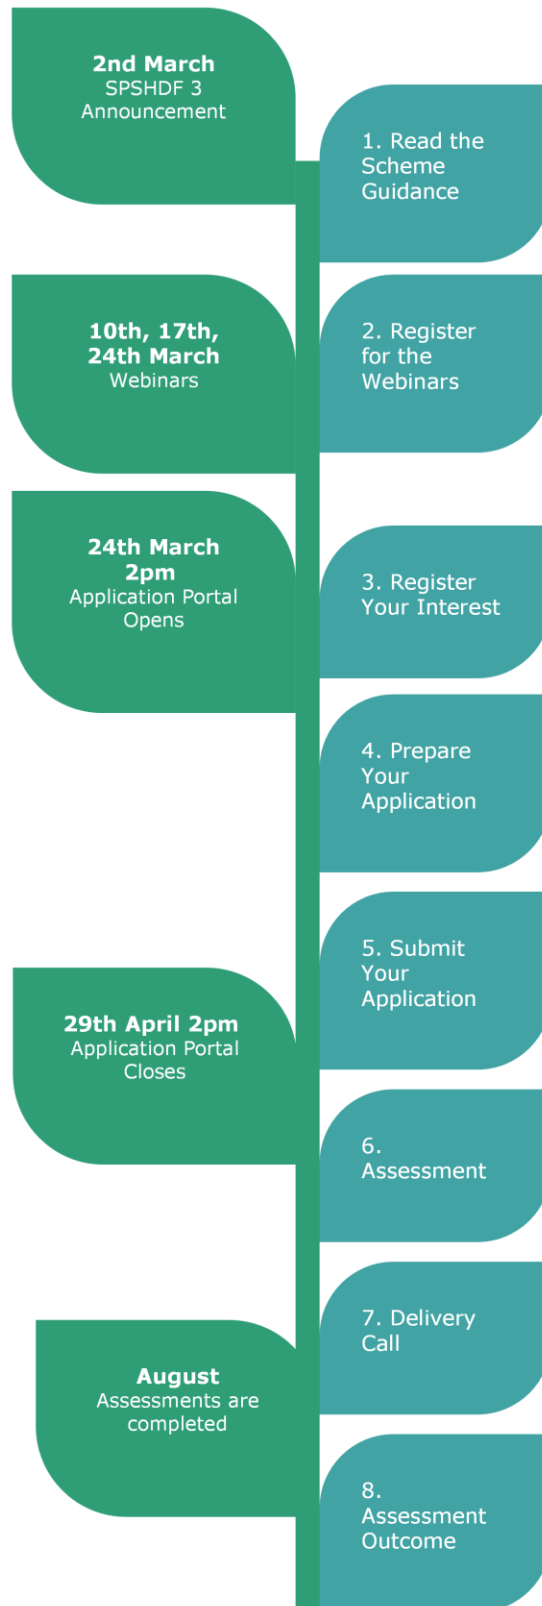 2nd March
SPSHDF 3
Announcement
1. Read the
Scheme
Guidance
10th, 17th,
24th March
Webinars
2. Register
for the
Webinars
24th March
2pm
Application Portal
Opens
3. Register
Your Interest
4. Prepare
Your
Application
5. Submit
Your
Application
29th April 2pm
Application Portal
Closes
6.
Assessment
7. Delivery
Call
August
Assessments are
completed
8.
Assessment
Outcome